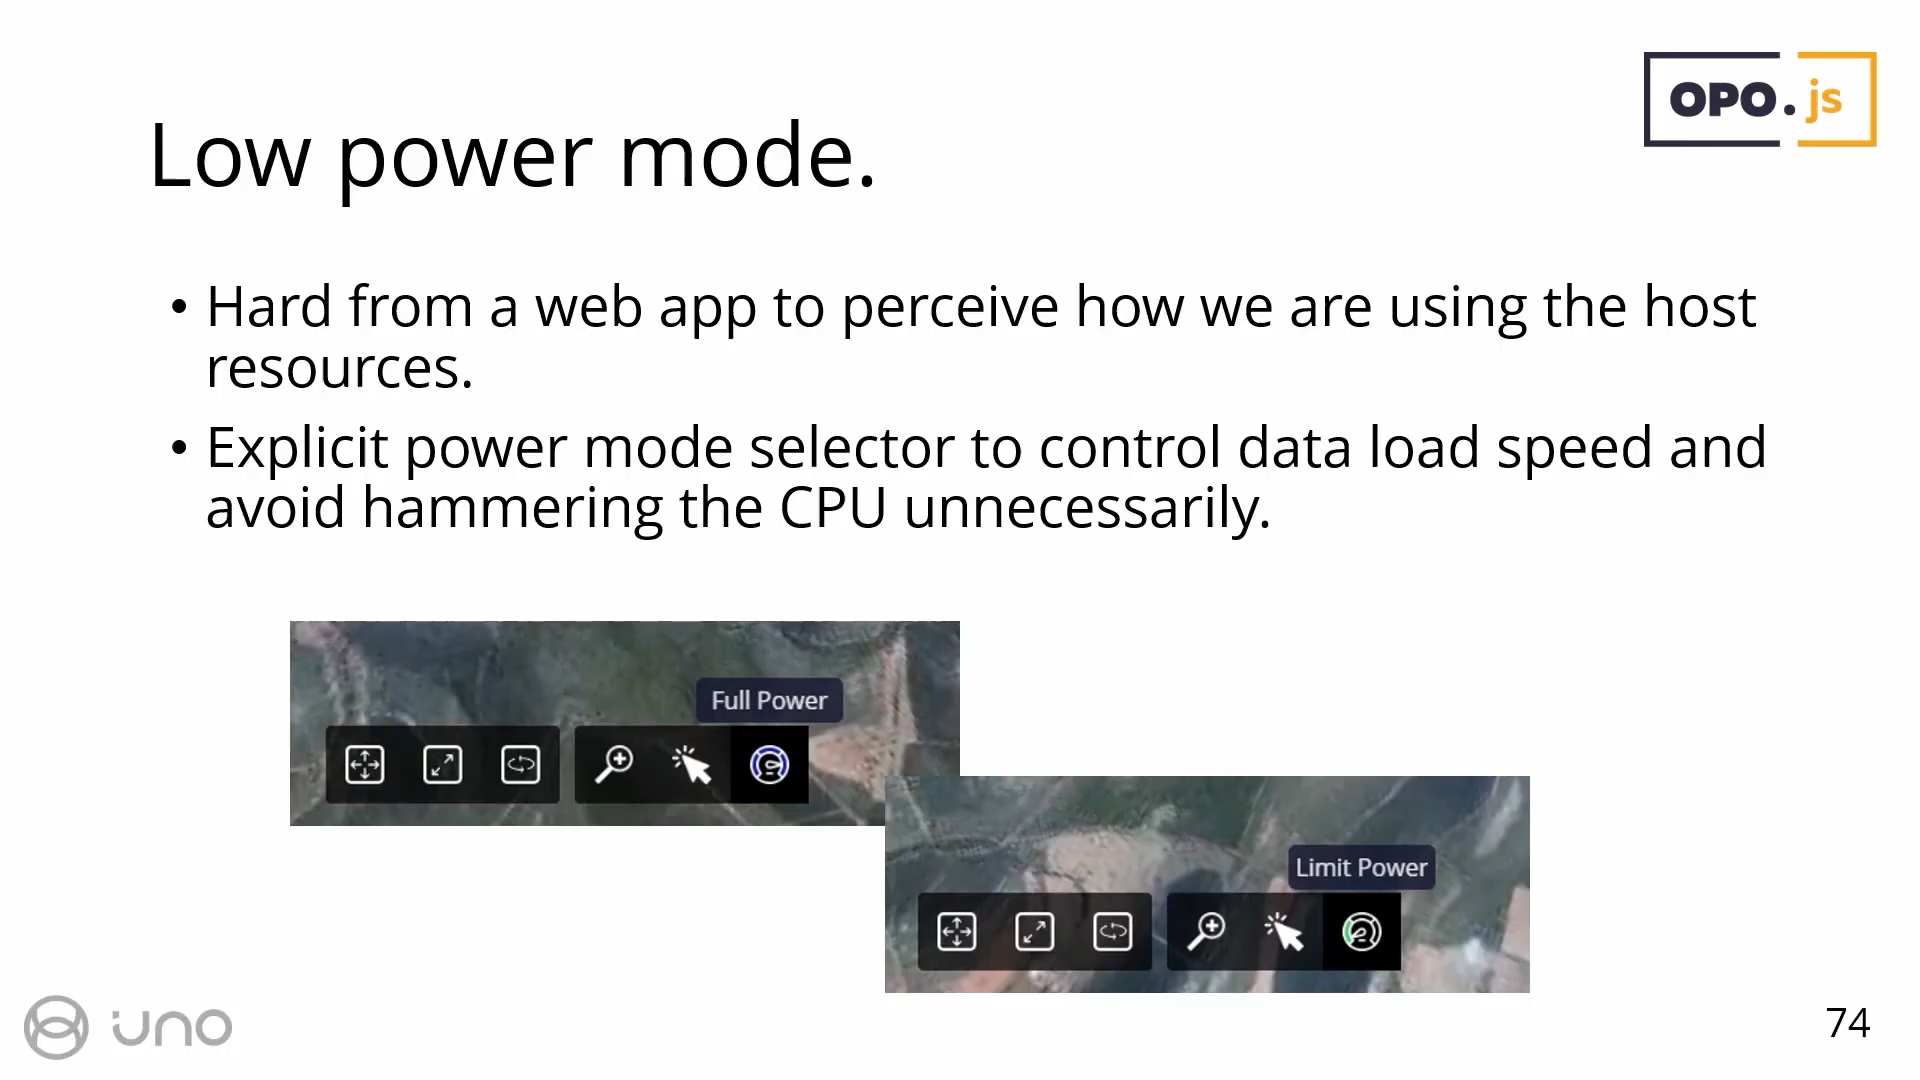 OPO.js
Low power mode.
• Hard from a web app to perceive how we are using the host
resources.
• Explicit power mode selector to control data load speed and
avoid hammering the CPU unnecessarily.
Full Power
Limit Power
uno
74